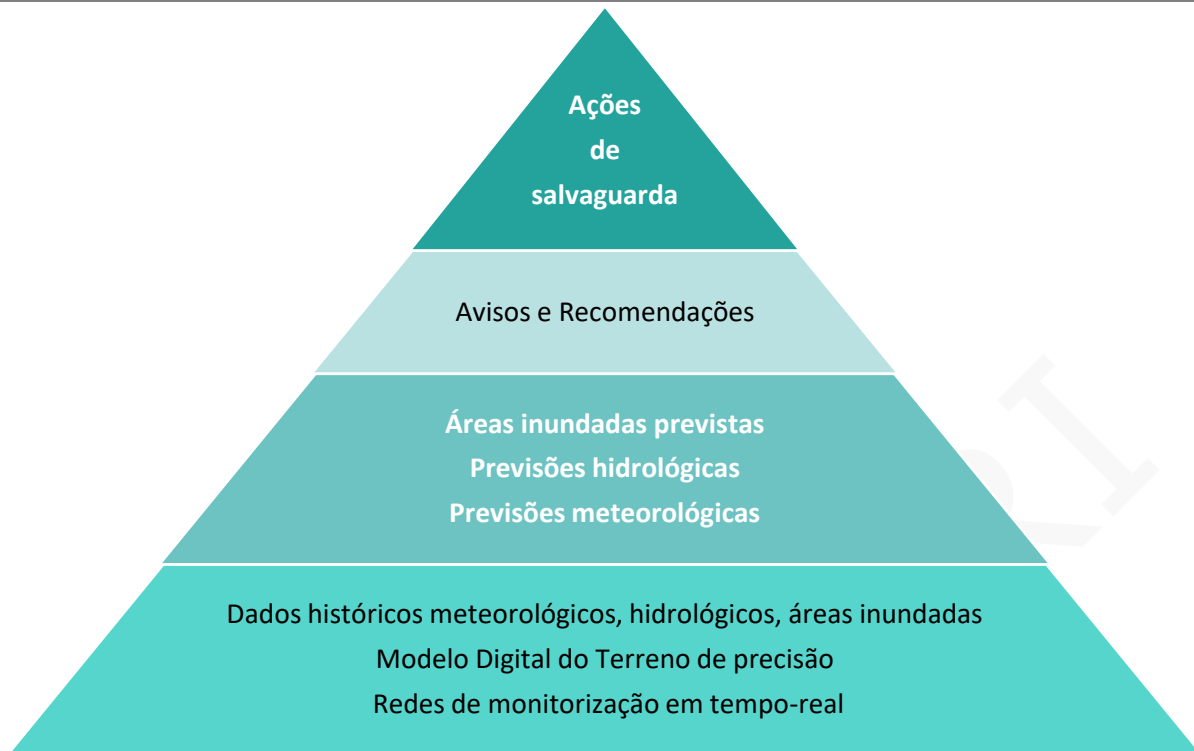 Ações
de
salvaguarda
Avisos e Recomendações
Áreas inundadas previstas
Previsões hidrológicas
Previsões meteorológicas
Dados históricos meteorológicos, hidrológicos, áreas inundadas
Modelo Digital do Terreno de precisão
Redes de monitorização em tempo-real